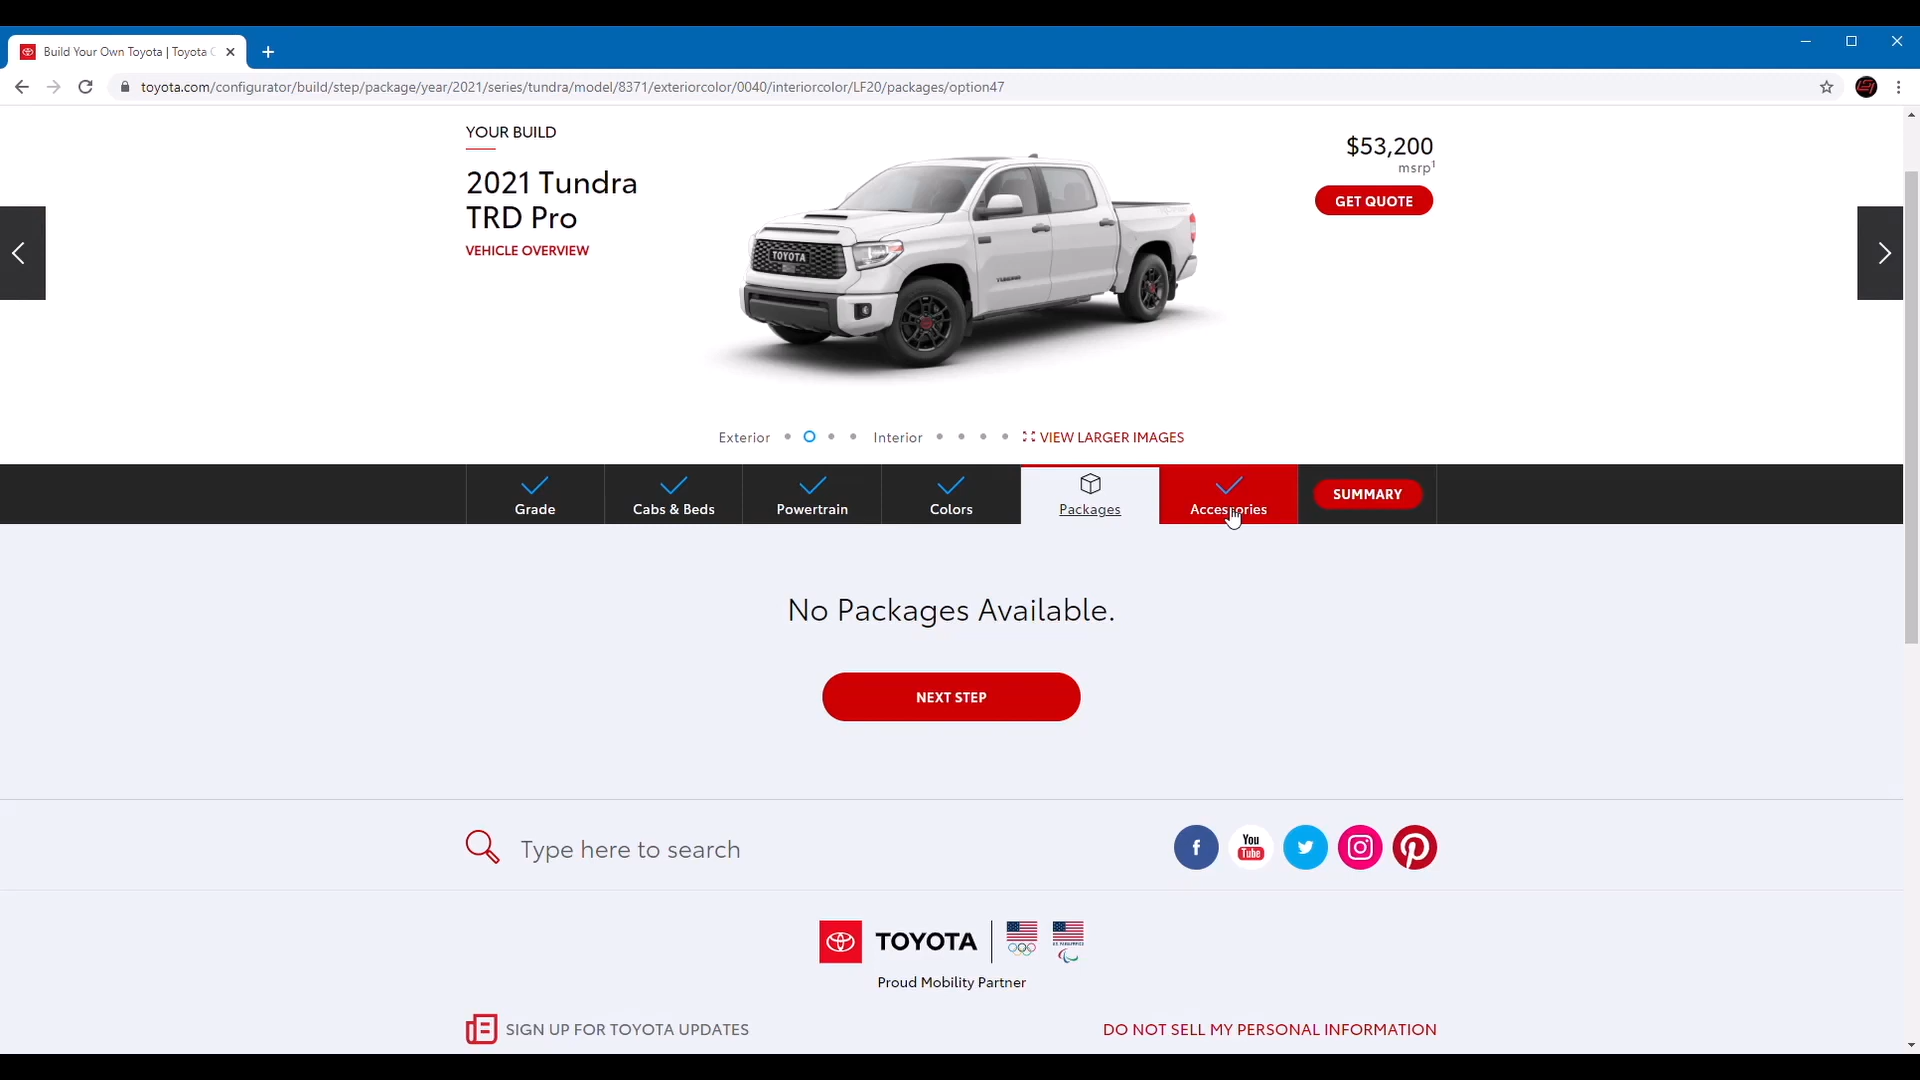 Build Your Own Toyota | Toyota C
toyota.com/configurator/build/step/package/year/2021/series/tundra/model/8371/exteriorcolor/0040/interiorcolor/LF20/packages/option47
YOUR BUILD
2021 Tundra
TRD Pro
VEHICLE OVERVIEW
$53,200
msrp1
GET QUOTE
TOYOTA
TUNDRA
Exterior
Interior
VIEW LARGER IMAGES
Grade
Cabs & Beds
Powertrain
Colors
Packages
Accessories
SUMMARY
No Packages Available.
NEXT STEP
Type here to search
f
You
Tube
TOYOTA
Proud Mobility Partner
SIGN UP FOR TOYOTA UPDATES
DO NOT SELL MY PERSONAL INFORMATION